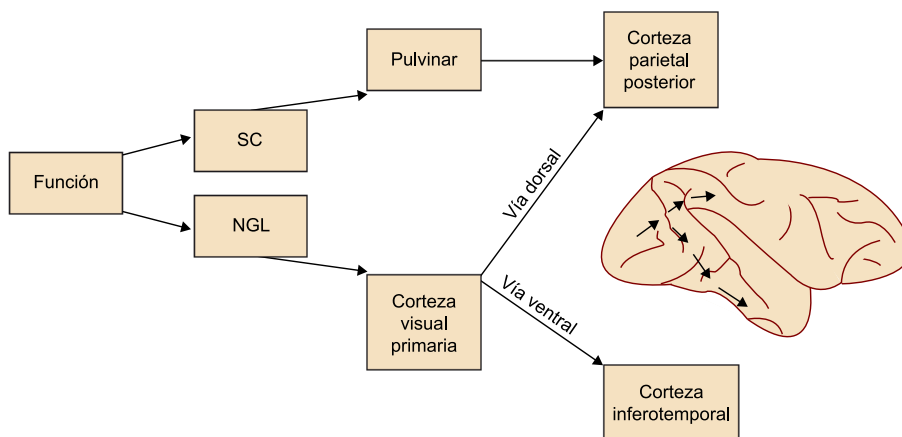 Función
SC
NGL
Pulvinar
Corteza
visual
primaria
Vía dorsal
Vía ventral
Corteza
parietal
posterior
Corteza
inferotemporal